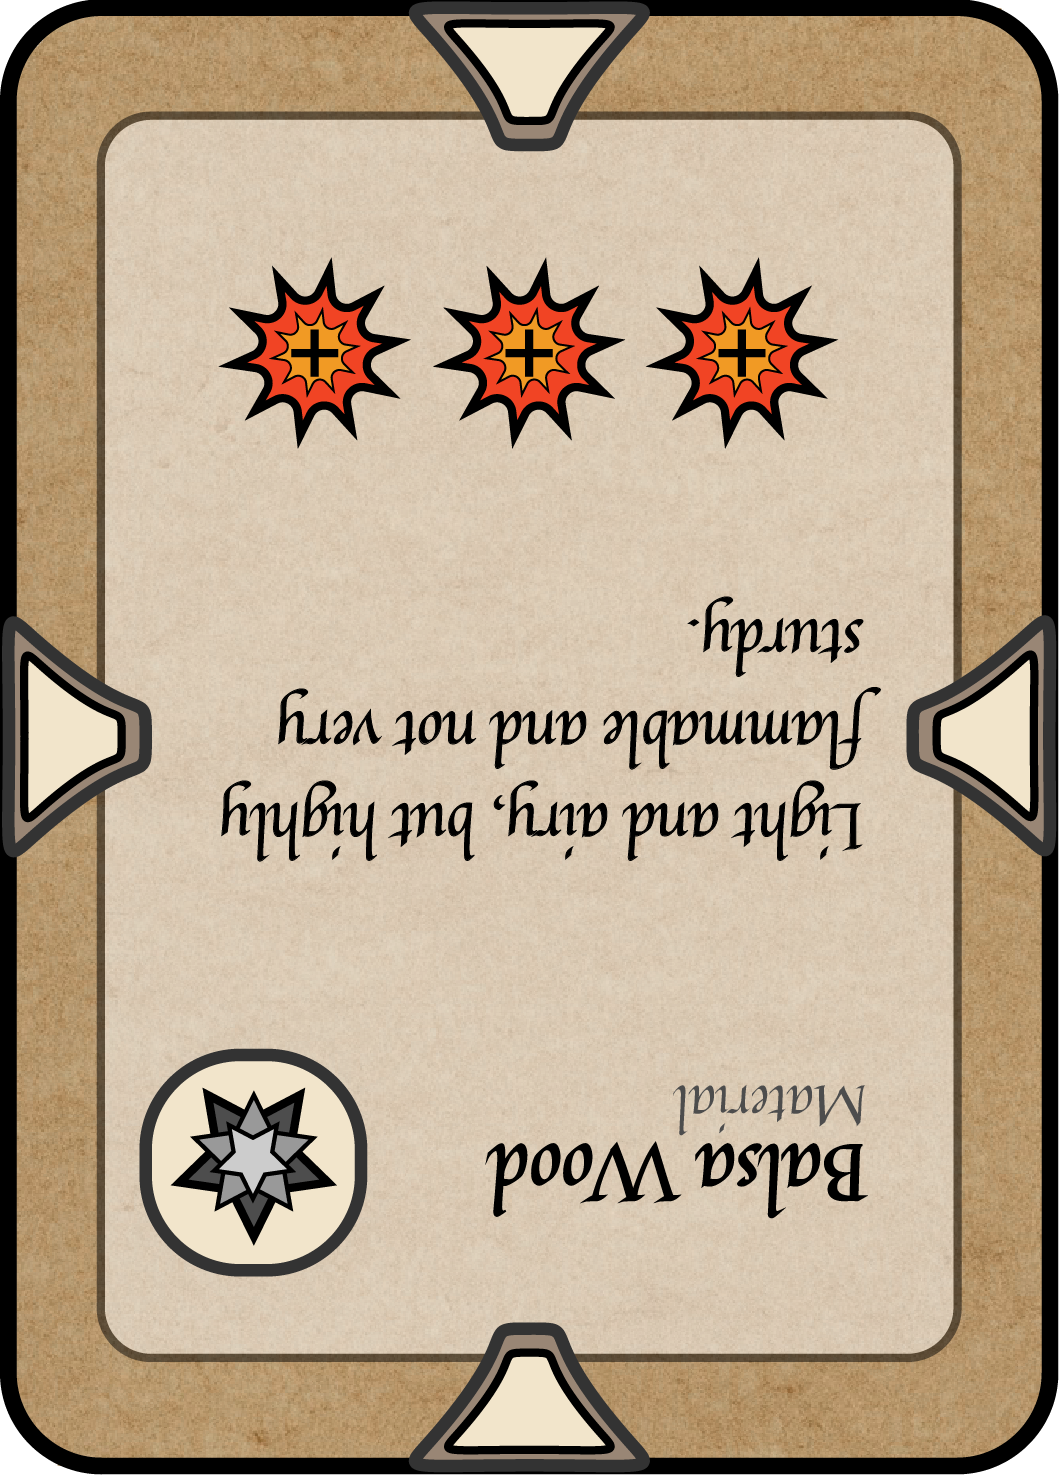 Balsa Wood
Material
Light and airy, but highly
flammable and not very
sturdy.
+ + +